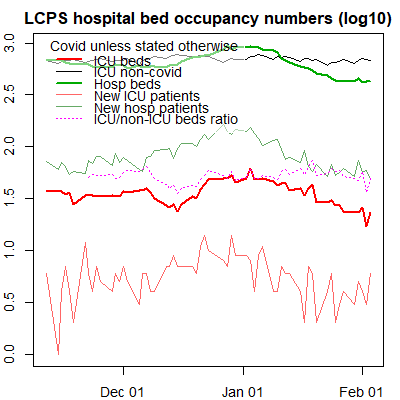 LCPS hospital bed occupancy numbers (log10)
Covid unless stated otherwise
ICU beds
ICU non-covid
Hosp beds
New ICU patients
New hosp patients
ICU/non-ICU beds ratio
3.0
2.5
2.0
1.5
1.0
0.5
0.0
Dec 01
Jan 01
Feb 01